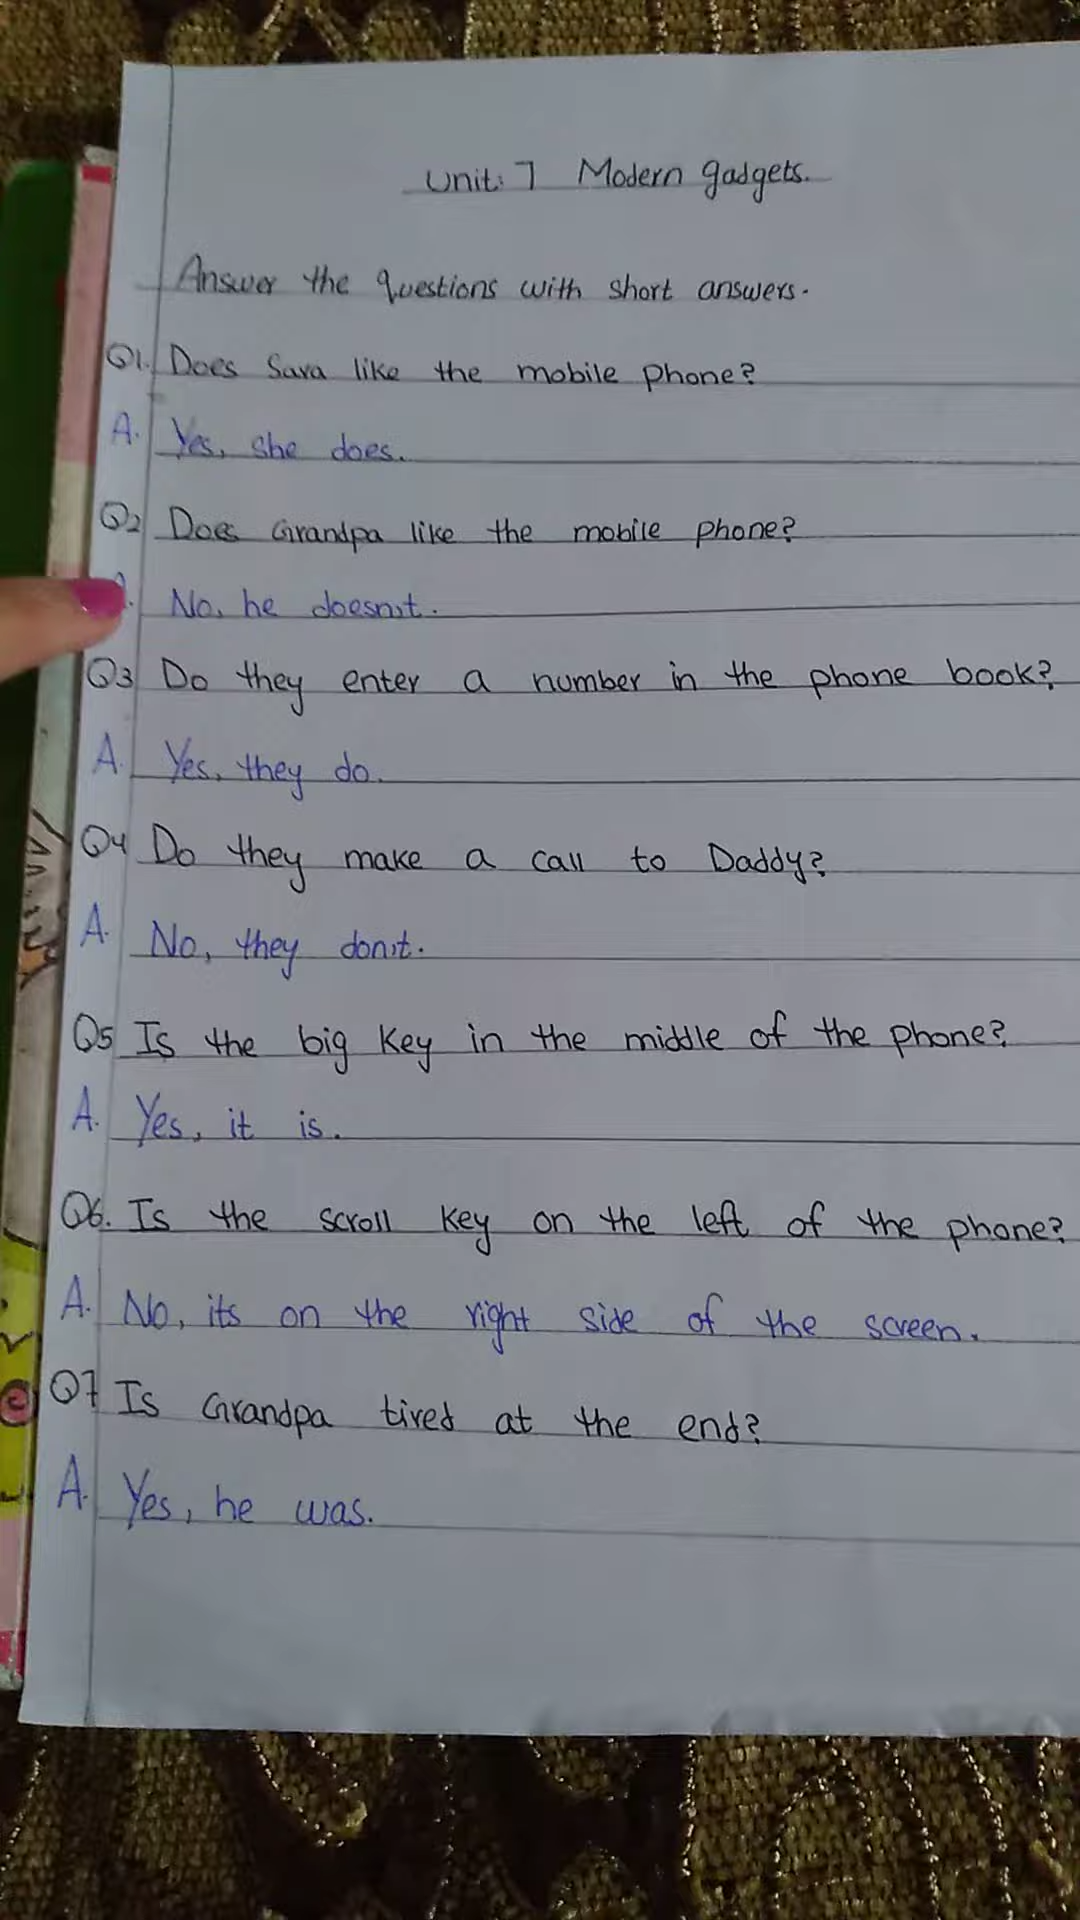 Unit: 7 Modern gadgets.
Answer the questions with short answers.
Q1. Does Sara like the mobile phone?
A. Yes, she does.
Q2 Does Grandpa like the mobile phone?
No, he doesn't.
Q3 Do they enter a number in the phone book?
A. Yes, they do.
Q4 Do they make a call to Daddy?
A. No, they don't.
Q5 Is the big key in the middle of the phone?
A. Yes, it is.
Q6. Is the scroll key on the left of the phone?
A. No, its on the right side of the screen.
Q7 Is Grandpa tired at the end?
A. Yes, he was.